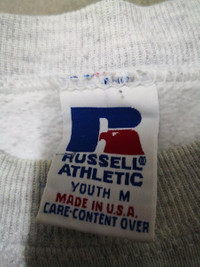 RUSSELL®
ATHLETIC
YOUTH M
MADE IN U.S.A.
CARE-CONTENT OVER